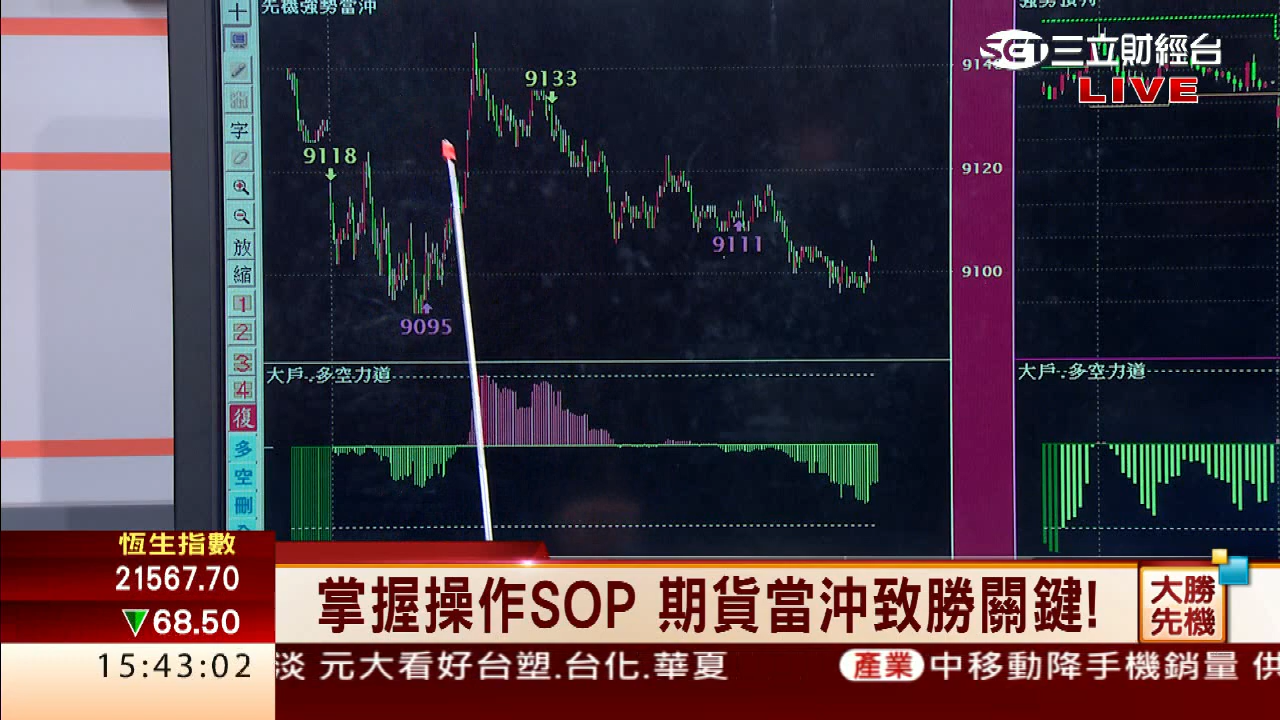 先機強勢當沖
字
放
縮
1
2
3
4
復
多
空
刪
9118
9133
9095
9111
9120
9100
大戶..多空力道
大戶..多空力道
三立財經台
LIVE
恆生指數
21567.70
▼68.50
15:43:02
掌握操作SOP 期貨當沖致勝關鍵!
大勝
先機
淡 元大看好台塑.台化.華夏
產業 中移動降手機銷量 供